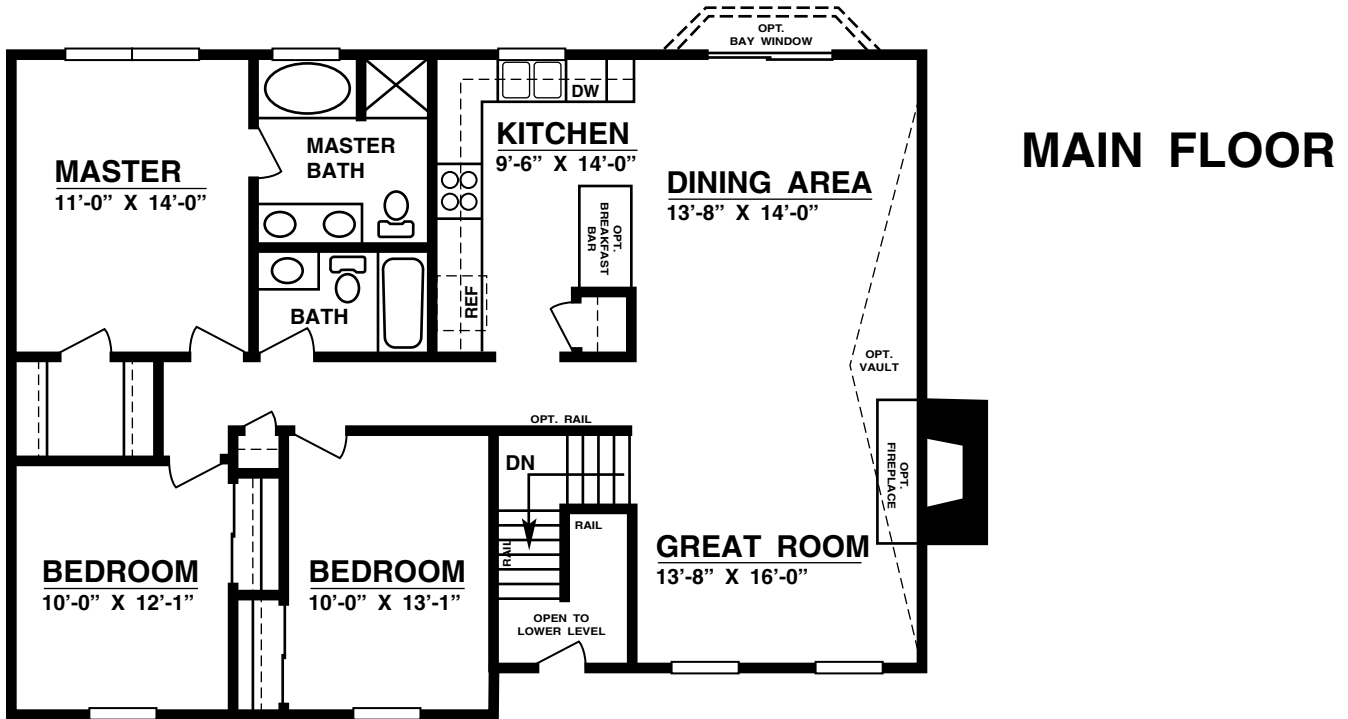 OPT.
BAY WINDOW
MAIN FLOOR
MASTER
11’-0” X 14’-0”
MASTER
BATH
KITCHEN
9’-6” X 14’-0”
DW
DINING AREA
13’-8” X 14’-0”
OPT.
BREAKFAST
BAR
REF
BATH
OPT.
VAULT
OPT. RAIL
DN
OPT.
FIREPLACE
RAIL
RAIL
GREAT ROOM
13’-8” X 16’-0”
BEDROOM
10’-0” X 12’-1”
BEDROOM
10’-0” X 13’-1”
OPEN TO
LOWER LEVEL